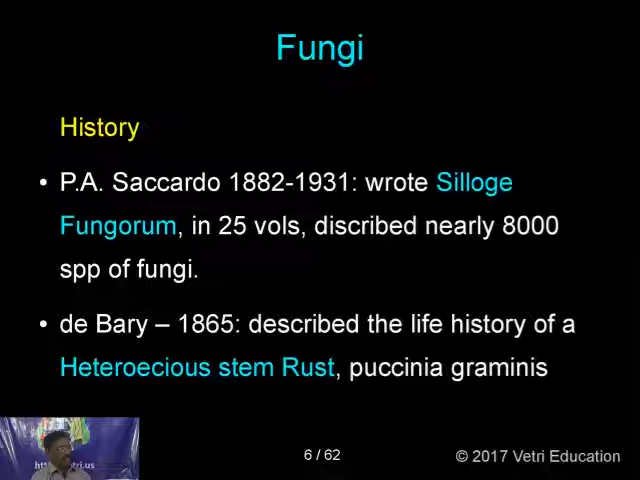 Fungi
History
• P.A. Saccardo 1882-1931: wrote Silloge
Fungorum, in 25 vols, discribed nearly 8000
spp of fungi.
• de Bary – 1865: described the life history of a
Heteroecious stem Rust, puccinia graminis
6 / 62
© 2017 Vetri Education